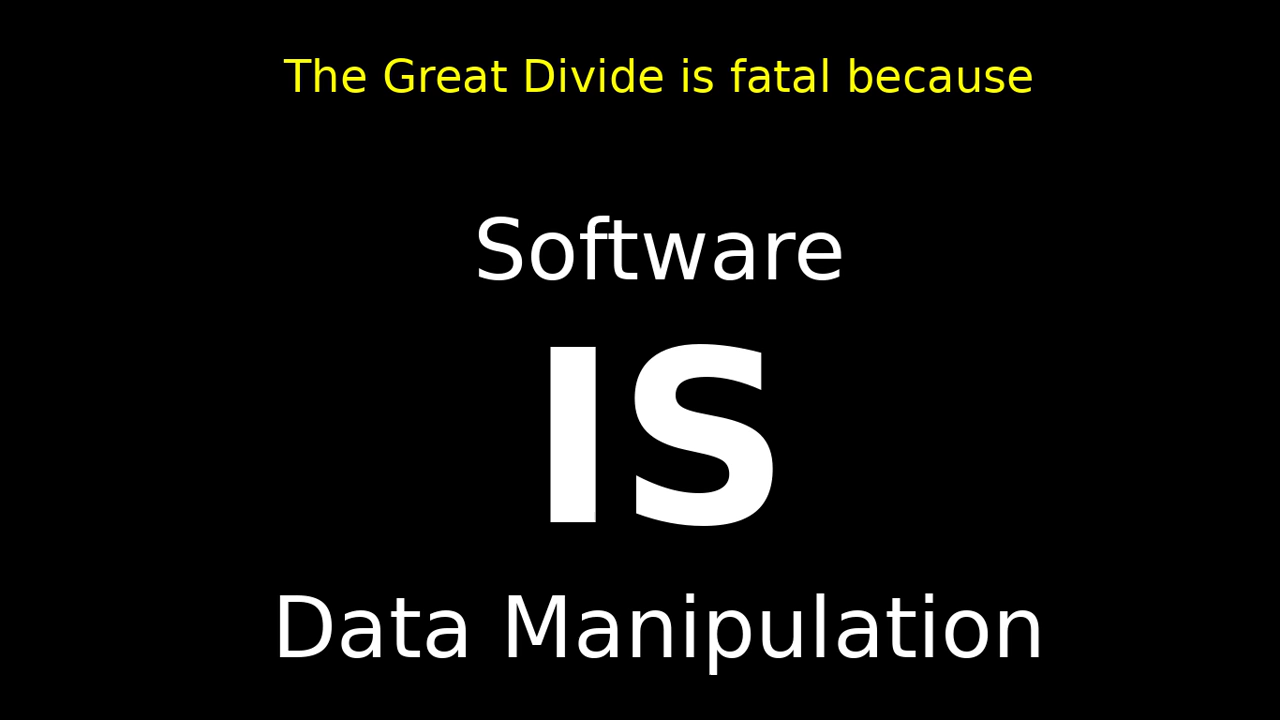 The Great Divide is fatal because
Software
IS
Data Manipulation